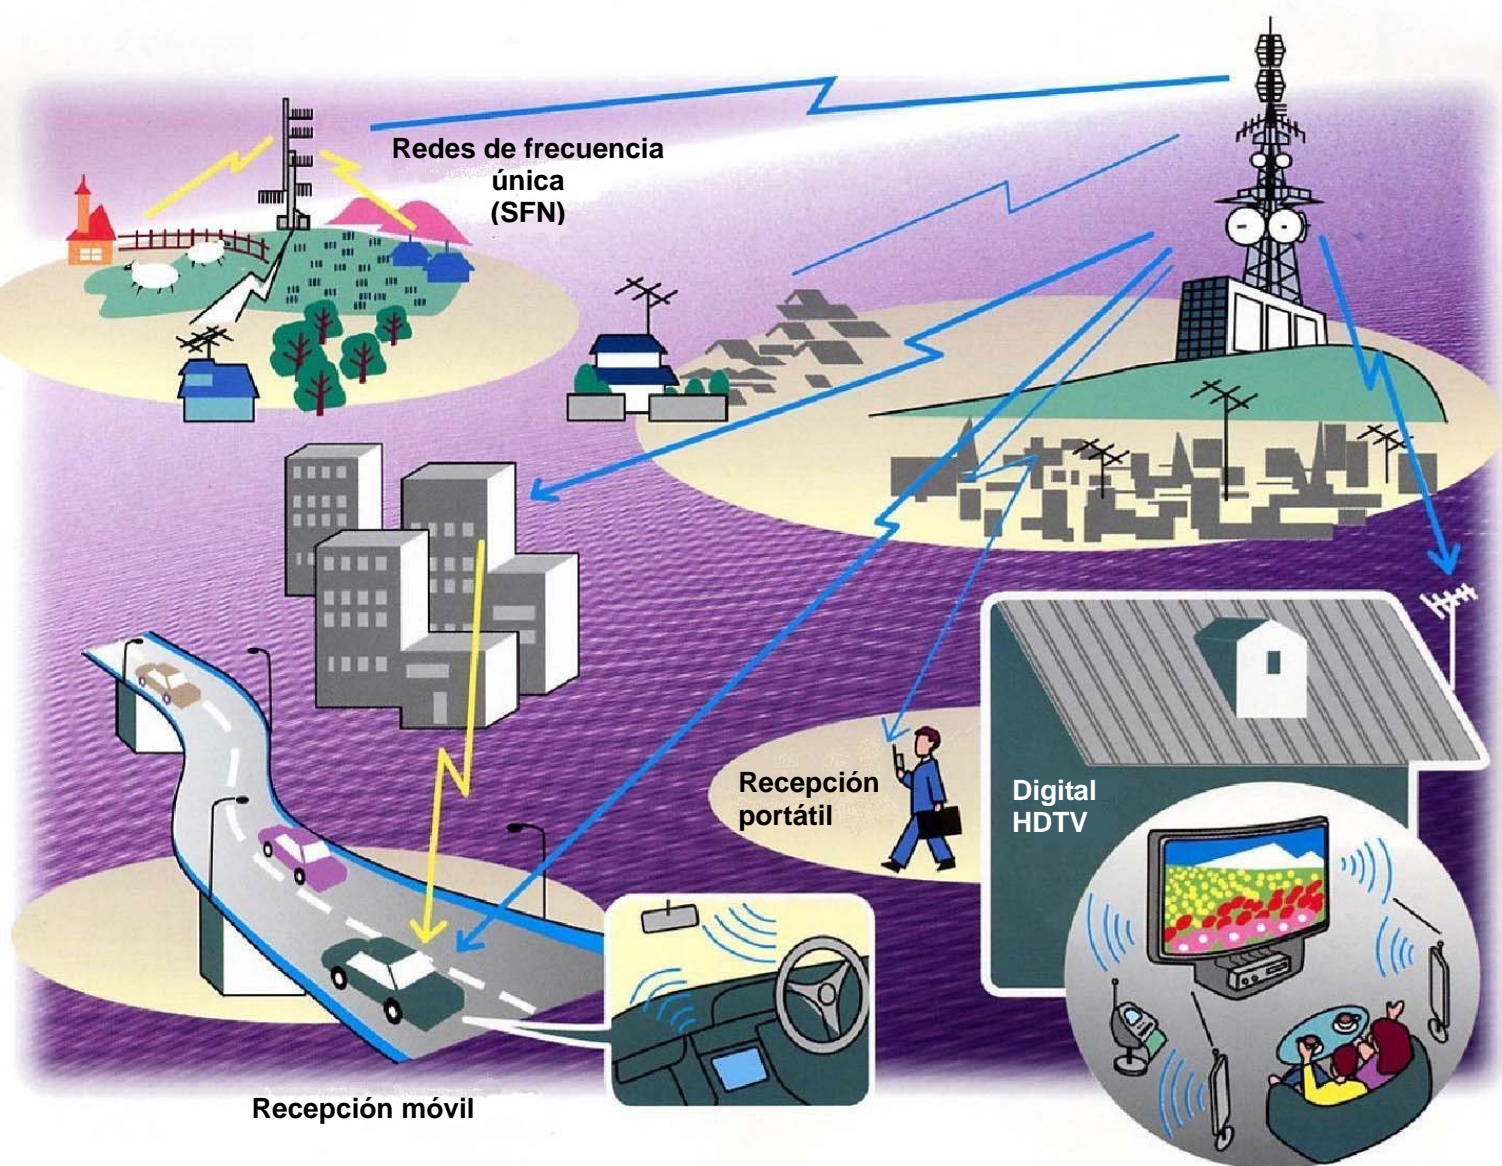 Redes de frecuencia
única
(SFN)
Recepción
portátil
Digital
HDTV
Recepción móvil